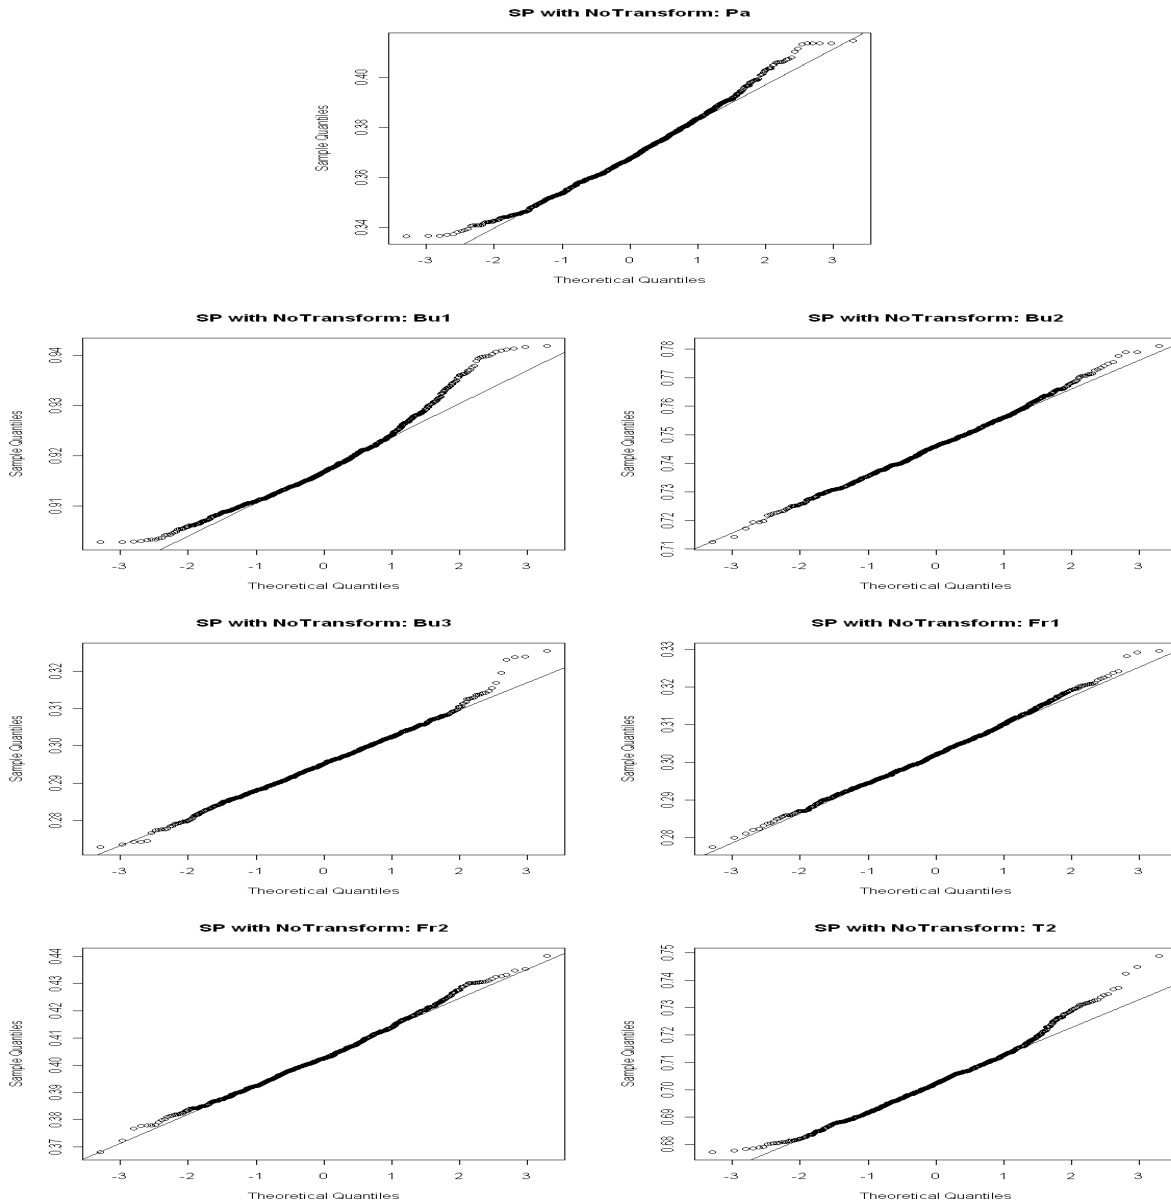 SP with NoTransform: Pa
0.40
0.38
0.36
0.34
Sample Quantiles
-3 -2 -1 0 1 2 3
Theoretical Quantiles
SP with NoTransform: Bu1
0.94
0.93
0.92
0.91
Sample Quantiles
-3 -2 -1 0 1 2 3
Theoretical Quantiles
SP with NoTransform: Bu2
0.78
0.77
0.76
0.75
0.74
0.73
0.72
0.71
Sample Quantiles
-3 -2 -1 0 1 2 3
Theoretical Quantiles
SP with NoTransform: Bu3
0.32
0.31
0.30
0.29
0.28
Sample Quantiles
-3 -2 -1 0 1 2 3
Theoretical Quantiles
SP with NoTransform: Fr1
0.33
0.32
0.31
0.30
0.29
0.28
Sample Quantiles
-3 -2 -1 0 1 2 3
Theoretical Quantiles
SP with NoTransform: Fr2
0.44
0.43
0.42
0.41
0.40
0.39
0.38
0.37
Sample Quantiles
-3 -2 -1 0 1 2 3
Theoretical Quantiles
SP with NoTransform: T2
0.75
0.74
0.73
0.72
0.71
0.70
0.69
0.68
Sample Quantiles
-3 -2 -1 0 1 2 3
Theoretical Quantiles